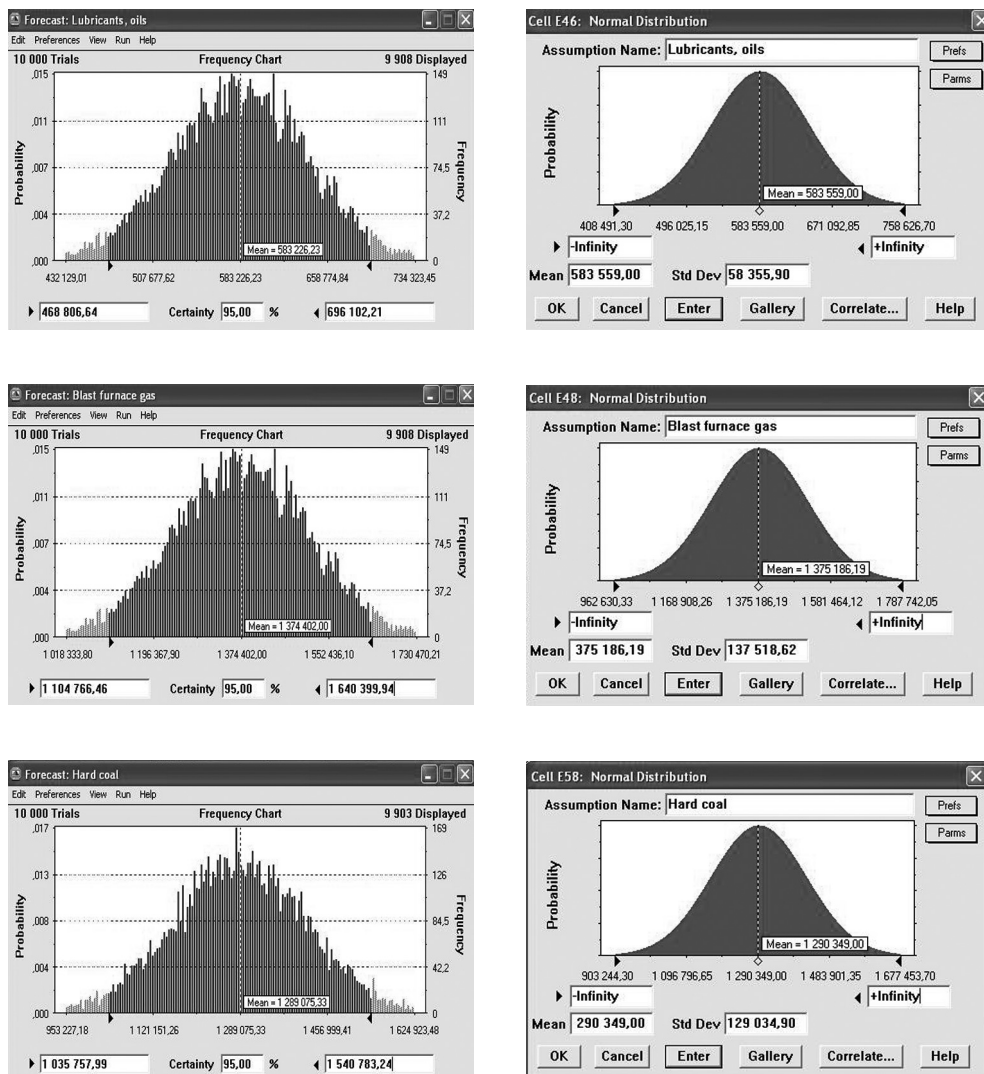 Forecast: Lubricants, oils
Edit Preferences View Run Help
10 000 Trials Frequency Chart 9 908 Displayed
,015 149
,011 111
,007 74,5
,004 37,2
,000 0
Probability
Frequency
Mean = 583 226,23
432 129,01 507 677,62 583 226,23 658 774,84 734 323,45
468 806,64 Certainty 95,00 % 696 102,21
Cell E46: Normal Distribution
Assumption Name: Lubricants, oils Prefs
Parms
Probability
Mean = 583 559,00
408 491,30 496 025,15 583 559,00 671 092,85 758 626,70
-Infinity +Infinity
Mean 583 559,00 Std Dev 58 355,90
OK Cancel Enter Gallery Correlate... Help
Forecast: Blast furnace gas
Edit Preferences View Run Help
10 000 Trials Frequency Chart 9 908 Displayed
,015 149
,011 111
,007 74,5
,004 37,2
,000 0
Probability
Frequency
Mean = 1 374 402,00
1 018 333,80 1 196 367,90 1 374 402,00 1 552 436,10 1 730 470,21
1 104 766,46 Certainty 95,00 % 1 640 399,94
Cell E48: Normal Distribution
Assumption Name: Blast furnace gas Prefs
Parms
Probability
Mean = 1 375 186,19
962 630,33 1 168 908,26 1 375 186,19 1 581 464,12 1 787 742,05
-Infinity +Infinity
Mean 375 186,19 Std Dev 137 518,62
OK Cancel Enter Gallery Correlate... Help
Forecast: Hard coal
Edit Preferences View Run Help
10 000 Trials Frequency Chart 9 903 Displayed
,017 169
,013 126
,008 84,5
,004 42,2
,000 0
Probability
Frequency
Mean = 1 289 075,33
953 227,18 1 121 151,26 1 289 075,33 1 456 999,41 1 624 923,48
1 035 757,99 Certainty 95,00 % 1 540 783,24
Cell E58: Normal Distribution
Assumption Name: Hard coal Prefs
Parms
Probability
Mean = 1 290 349,00
903 244,30 1 096 796,65 1 290 349,00 1 483 901,35 1 677 453,70
-Infinity +Infinity
Mean 290 349,00 Std Dev 129 034,90
OK Cancel Enter Gallery Correlate... Help